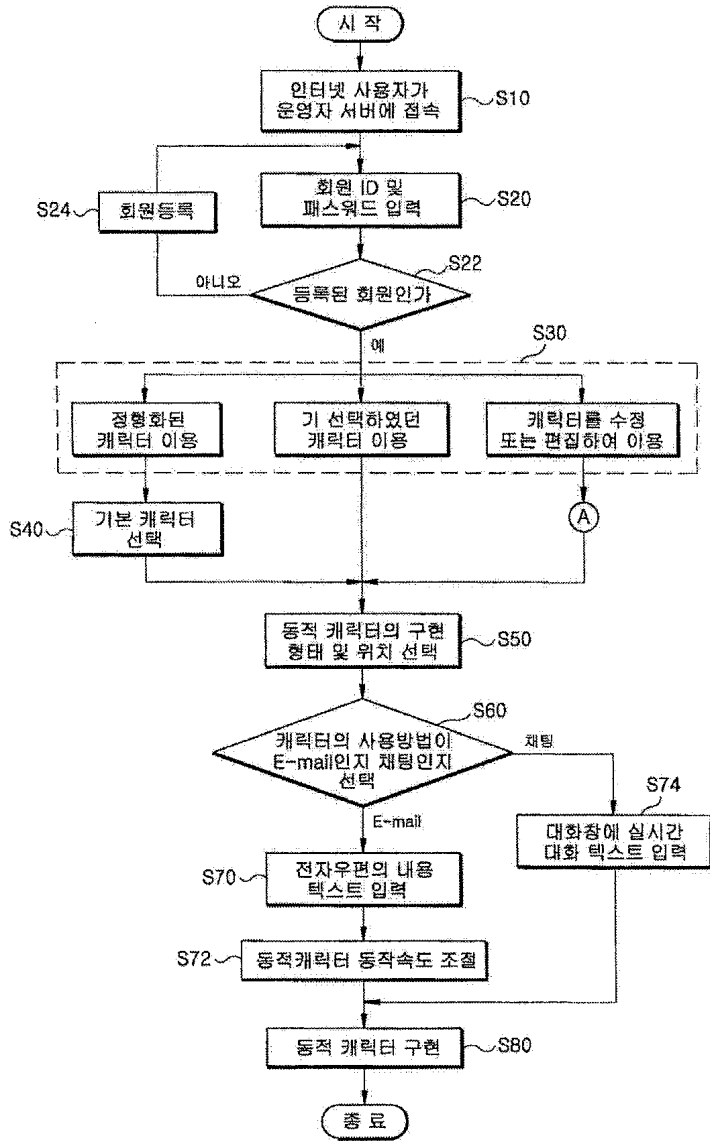 시 작
인터넷 사용자가
운영자 서버에 접속
S10
회원 ID 및
패스워드 입력
S20
S24
회원등록
S22
등록된 회원인가
아니오
예
S30
정형화된
캐릭터 이용
기 선택하였던
캐릭터 이용
캐릭터를 수정
또는 편집하여 이용
S40
기본 캐릭터
선택
A
동적 캐릭터의 구현
형태 및 위치 선택
S50
S60
캐릭터의 사용방법이
E-mail인지 채팅인지
선택
채팅
E-mail
S74
대화창에 실시간
대화 텍스트 입력
S70
전자우편의 내용
텍스트 입력
S72
동적캐릭터 동작속도 조절
동적 캐릭터 구현
S80
종 료